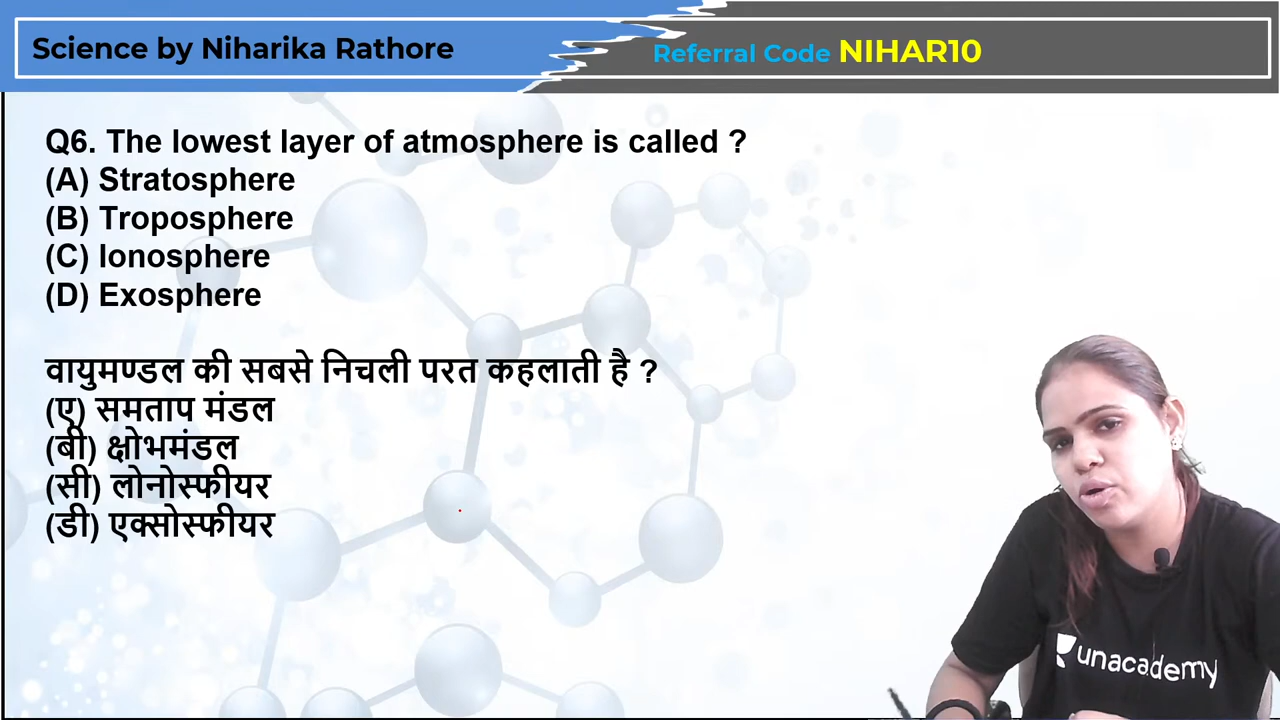 Science by Niharika Rathore
Referral Code NIHAR10
Q6. The lowest layer of atmosphere is called ?
(A) Stratosphere
(B) Troposphere
(C) Ionosphere
(D) Exosphere
वायुमण्डल की सबसे निचली परत कहलाती है ?
(ए) समताप मंडल
(बी) क्षोभमंडल
(सी) लोनोस्फीयर
(डी) एक्सोस्फीयर
unacademy